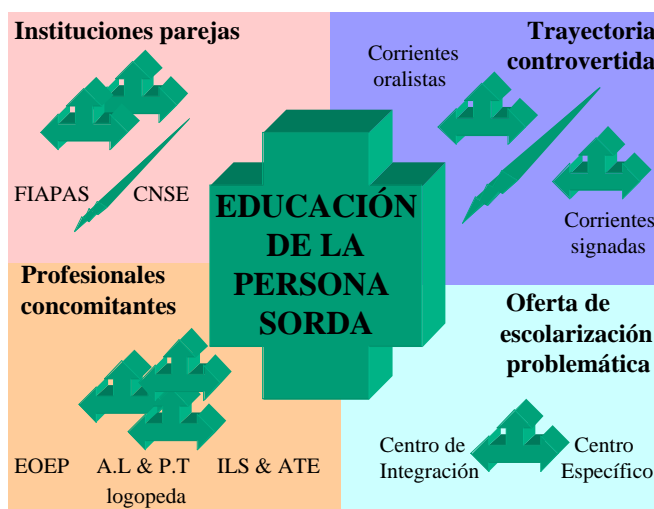 Instituciones parejas
FIAPAS CNSE
Trayectoria
controvertida
Corrientes
oralistas
Corrientes
signadas
EDUCACIÓN
DE LA
PERSONA
SORDA
Profesionales
concomitantes
EOEP A.L & P.T ILS & ATE
logopeda
Oferta de
escolarización
problemática
Centro de
Integración
Centro
Específico